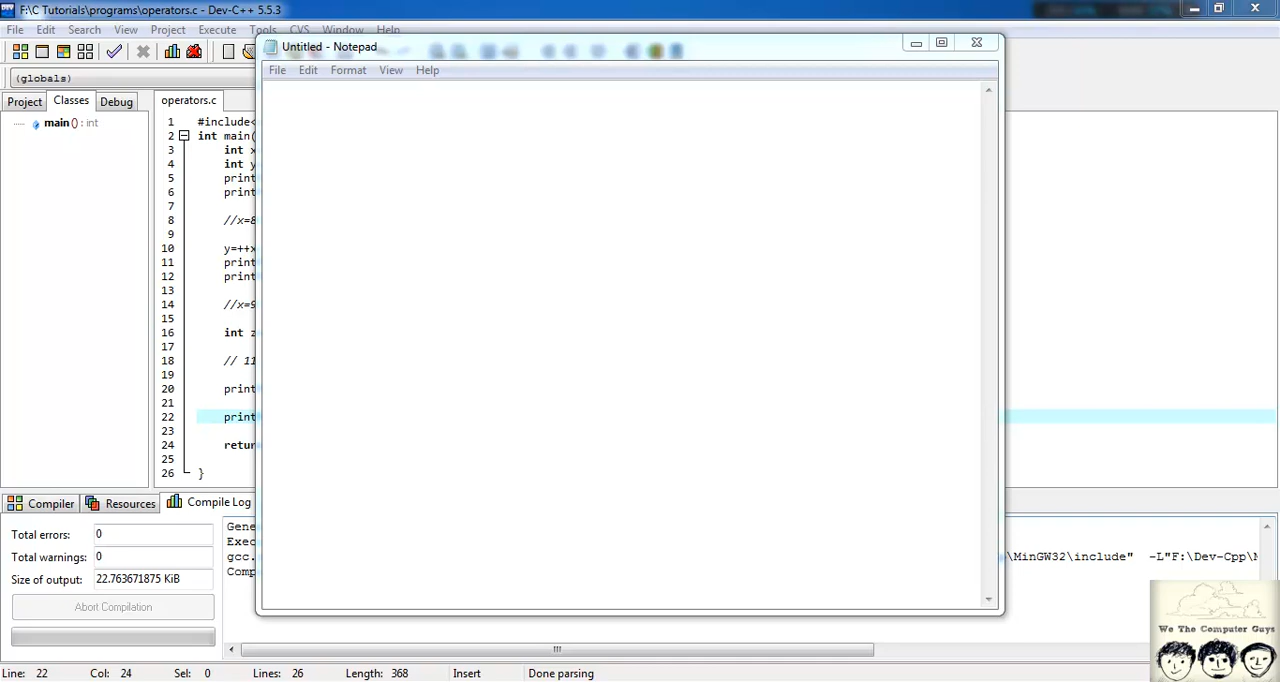 F:\C Tutorials\programs\operators.c - Dev-C++ 5.5.3
File Edit Search View Project Execute Tools CVS Window Help
Untitled - Notepad
File Edit Format View Help
(globals)
Project Classes Debug
operators.c
main () : int
1 #include<
2 int main(
3 int x
4 int y
5 print
6 print
7
8 //x=8
9
10 y=++x
11 print
12 print
13
14 //x=9
15
16 int z
17
18 // 11
19
20 print
21
22 print
23
24 retur
25
26 }
Compiler Resources Compile Log
Total errors: 0
Total warnings: 0
Size of output: 22.763671875 KiB
Abort Compilation
Gene
Exec
gcc. \MinGW32\include" -L"F:\Dev-Cpp\M
Comp
We The Computer Guys
Line: 22 Col: 24 Sel: 0 Lines: 26 Length: 368 Insert Done parsing